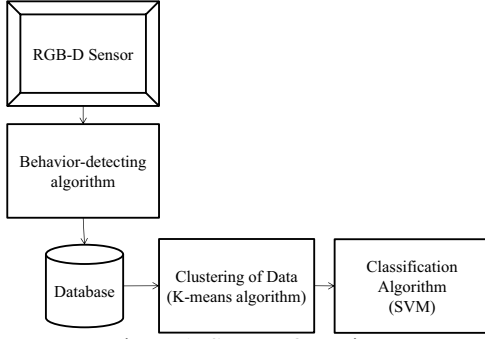 RGB-D Sensor
Behavior-detecting
algorithm
Database
Clustering of Data
(K-means algorithm)
Classification
Algorithm
(SVM)